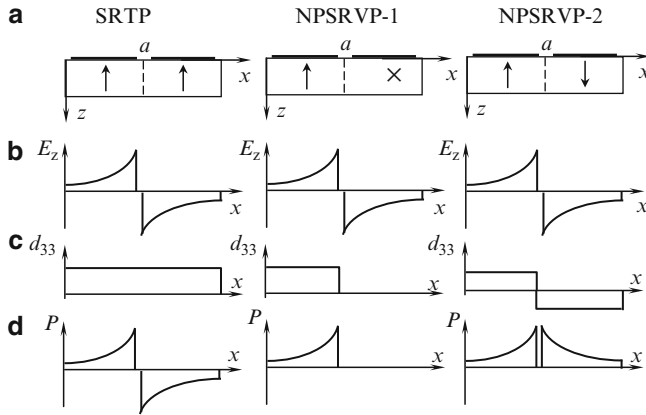 a SRTP NPSRVP-1 NPSRVP-2
a a a
x x x
z z z
b E_z E_z E_z
x x x
c d_33 d_33 d_33
x x x
d P P P
x x x